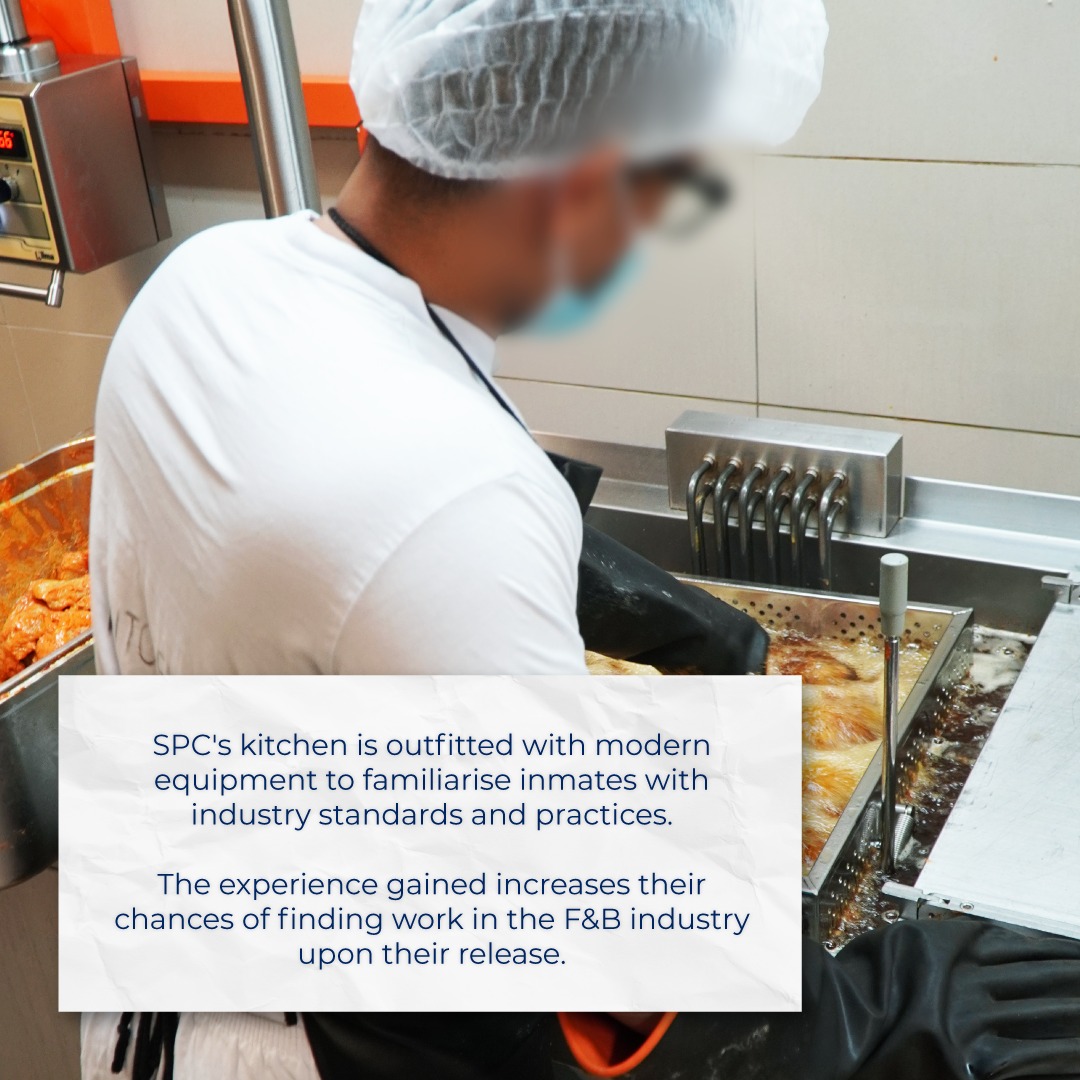 SPC's kitchen is outfitted with modern
equipment to familiarise inmates with
industry standards and practices.
The experience gained increases their
chances of finding work in the F&B industry
upon their release.